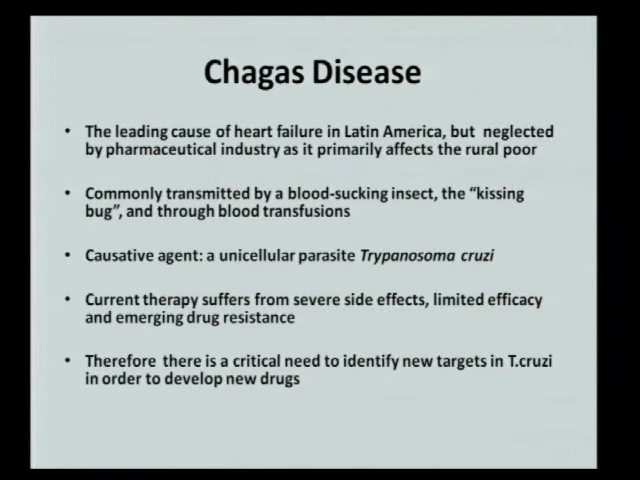 Chagas Disease
• The leading cause of heart failure in Latin America, but neglected
by pharmaceutical industry as it primarily affects the rural poor
• Commonly transmitted by a blood-sucking insect, the “kissing
bug”, and through blood transfusions
• Causative agent: a unicellular parasite Trypanosoma cruzi
• Current therapy suffers from severe side effects, limited efficacy
and emerging drug resistance
• Therefore there is a critical need to identify new targets in T.cruzi
in order to develop new drugs